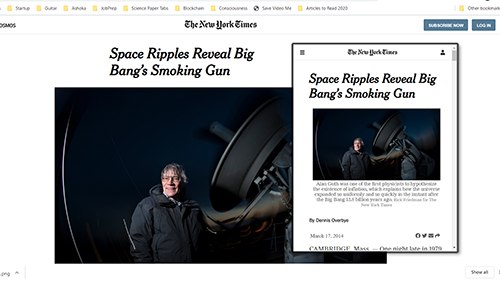 Startup Guitar Ashoka JobPrep Science Paper Tabs Blockchain Consciousness Save Video Me Articles to Read 2020 Other bookmar
OSMOS
The New York Times
SUBSCRIBE NOW LOG IN
Space Ripples Reveal Big
Bang's Smoking Gun
The New York Times
Space Ripples Reveal Big
Bang's Smoking Gun
Alan Guth was one of the first physicists to hypothesize
the existence of inflation, which explains how the universe
expanded so uniformly and so quickly in the instant after
the Big Bang 13.8 billion years ago. Rick Friedman for The
New York Times
By Dennis Overbye
March 17, 2014
CAMBRIDGE, Mass. — One night late in 1979
.png
Show all